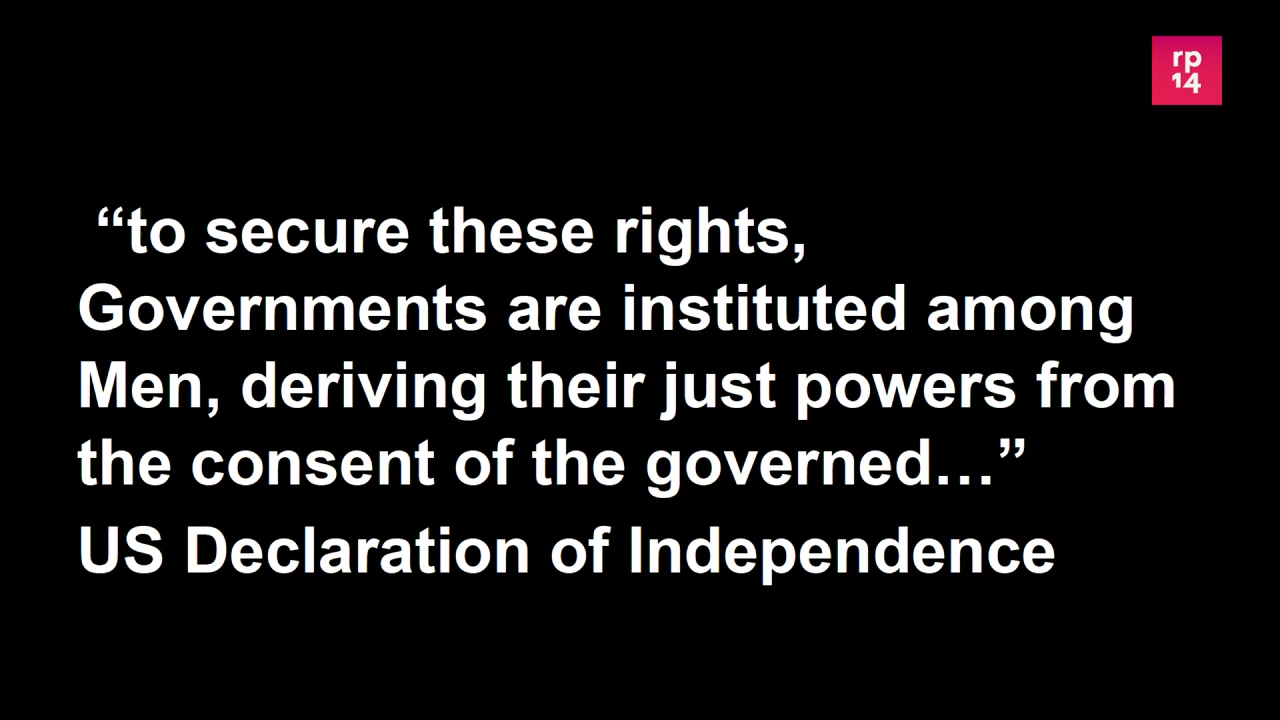 rp
14
“to secure these rights,
Governments are instituted among
Men, deriving their just powers from
the consent of the governed…”
US Declaration of Independence